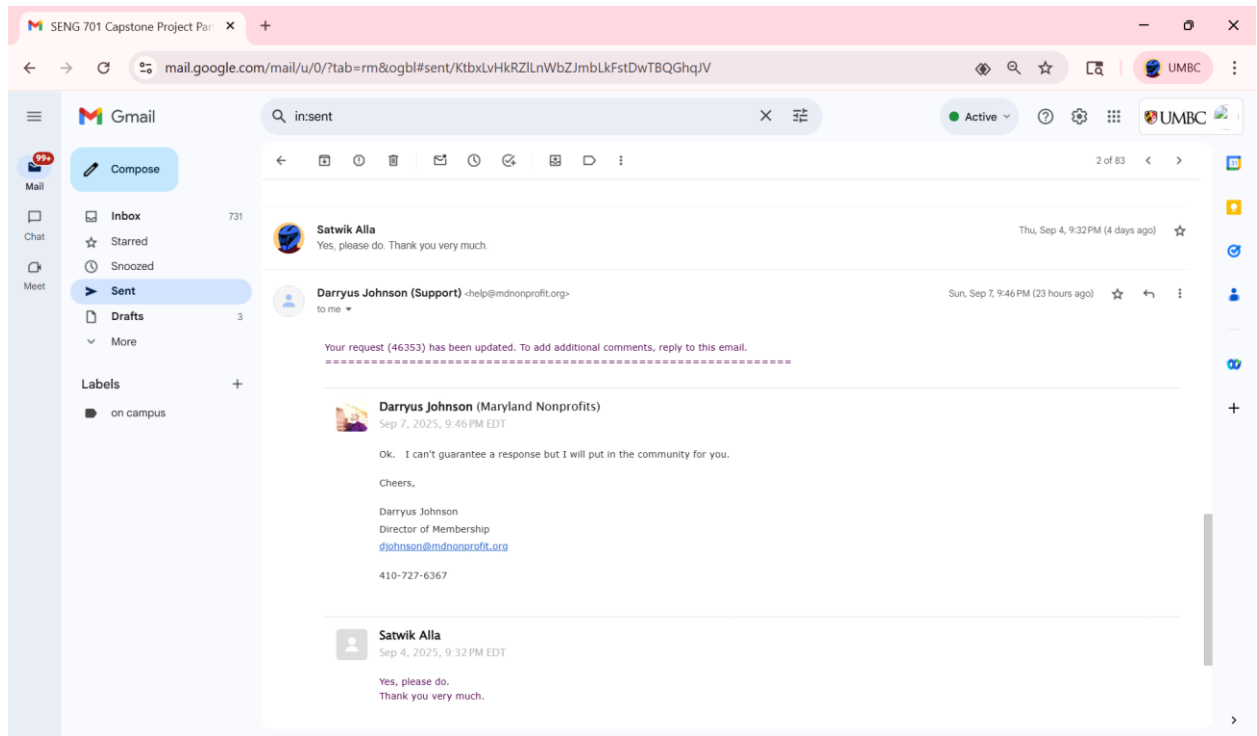 SENG 701 Capstone Project Par
mail.google.com/mail/u/0/?tab=rm&ogbl#sent/KtbxLvHkRZlLnWbZJmbLkFstDwTBQGhqJV
UMBC
Gmail
in:sent
Active
UMBC
99+
Mail
Chat
Meet
Compose
2 of 83
31
Inbox 731
Starred
Snoozed
Sent
Drafts 3
More
Labels
on campus
Satwik Alla
Thu, Sep 4, 9:32 PM (4 days ago)
Yes, please do. Thank you very much.
Darryus Johnson (Support) <help@mdnonprofit.org>
Sun, Sep 7, 9:46 PM (23 hours ago)
to me
Your request (46353) has been updated. To add additional comments, reply to this email.
=============================================================
Darryus Johnson (Maryland Nonprofits)
Sep 7, 2025, 9:46 PM EDT
Ok. I can't guarantee a response but I will put in the community for you.
Cheers,
Darryus Johnson
Director of Membership
djohnson@mdnonprofit.org
410-727-6367
Satwik Alla
Sep 4, 2025, 9:32 PM EDT
Yes, please do.
Thank you very much.